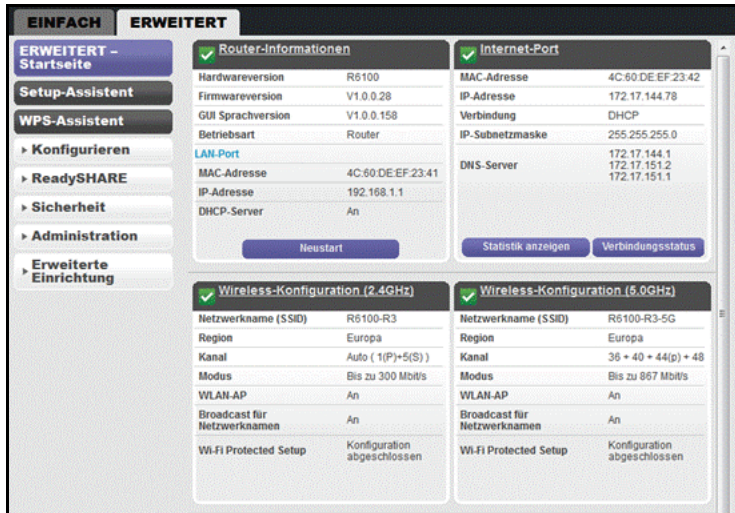 EINFACH ERWEITERT
ERWEITERT –
Startseite
Setup-Assistent
WPS-Assistent
Konfigurieren
ReadySHARE
Sicherheit
Administration
Erweiterte
Einrichtung
Router-Informationen
Hardwareversion R6100
Firmwareversion V1.0.0.28
GUI Sprachversion V1.0.0.158
Betriebsart Router
LAN-Port
MAC-Adresse 4C:60:DE:EF:23:41
IP-Adresse 192.168.1.1
DHCP-Server An
Neustart
Internet-Port
MAC-Adresse 4C:60:DE:EF:23:42
IP-Adresse 172.17.144.78
Verbindung DHCP
IP-Subnetzmaske 255.255.255.0
DNS-Server 172.17.144.1
172.17.151.2
172.17.151.1
Statistik anzeigen Verbindungsstatus
Wireless-Konfiguration (2.4GHz)
Netzwerkname (SSID) R6100-R3
Region Europa
Kanal Auto ( 1(P)+5(S) )
Modus Bis zu 300 Mbit/s
WLAN-AP An
Broadcast für
Netzwerknamen An
Wi-Fi Protected Setup Konfiguration
abgeschlossen
Wireless-Konfiguration (5.0GHz)
Netzwerkname (SSID) R6100-R3-5G
Region Europa
Kanal 36 + 40 + 44(p) + 48
Modus Bis zu 867 Mbit/s
WLAN-AP An
Broadcast für
Netzwerknamen An
Wi-Fi Protected Setup Konfiguration
abgeschlossen